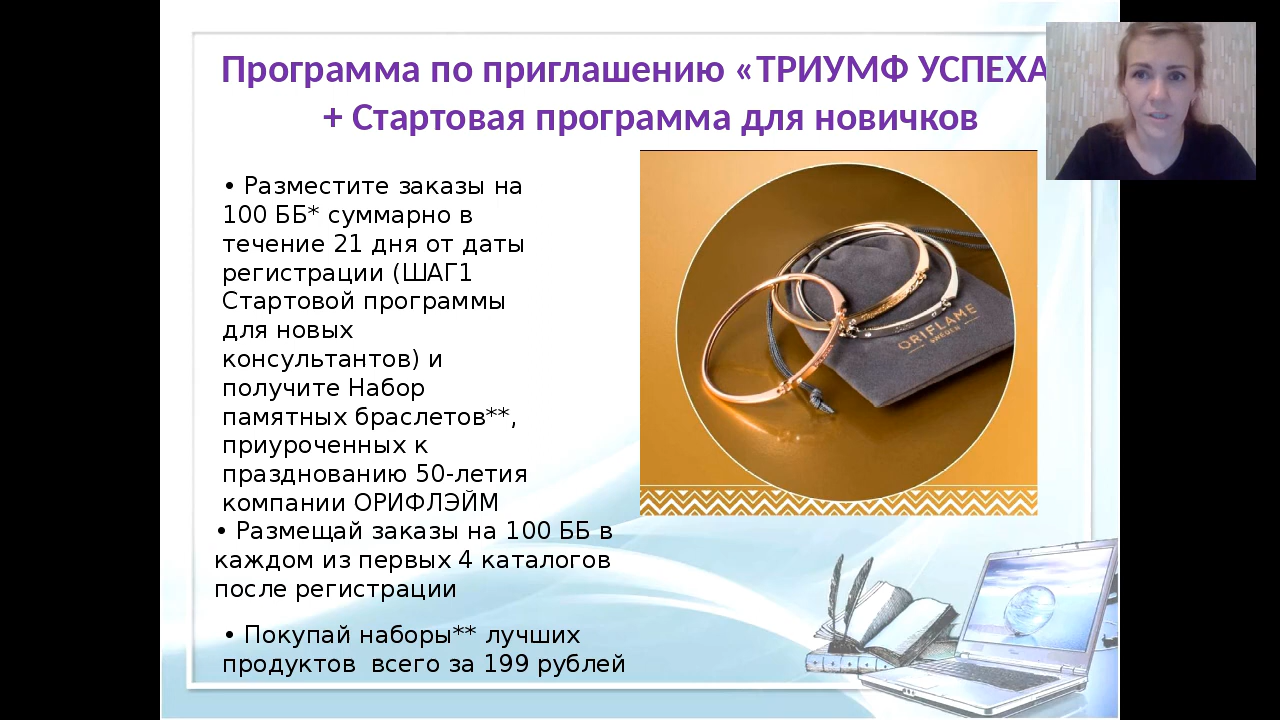 Программа по приглашению «ТРИУМФ УСПЕХА
+ Стартовая программа для новичков
• Разместите заказы на
100 ББ* суммарно в
течение 21 дня от даты
регистрации (ШАГ1
Стартовой программы
для новых
консультантов) и
получите Набор
памятных браслетов**,
приуроченных к
празднованию 50-летия
компании ОРИФЛЭЙМ
• Размещай заказы на 100 ББ в
каждом из первых 4 каталогов
после регистрации
• Покупай наборы** лучших
продуктов всего за 199 рублей
ORIFLAME
SWEDEN